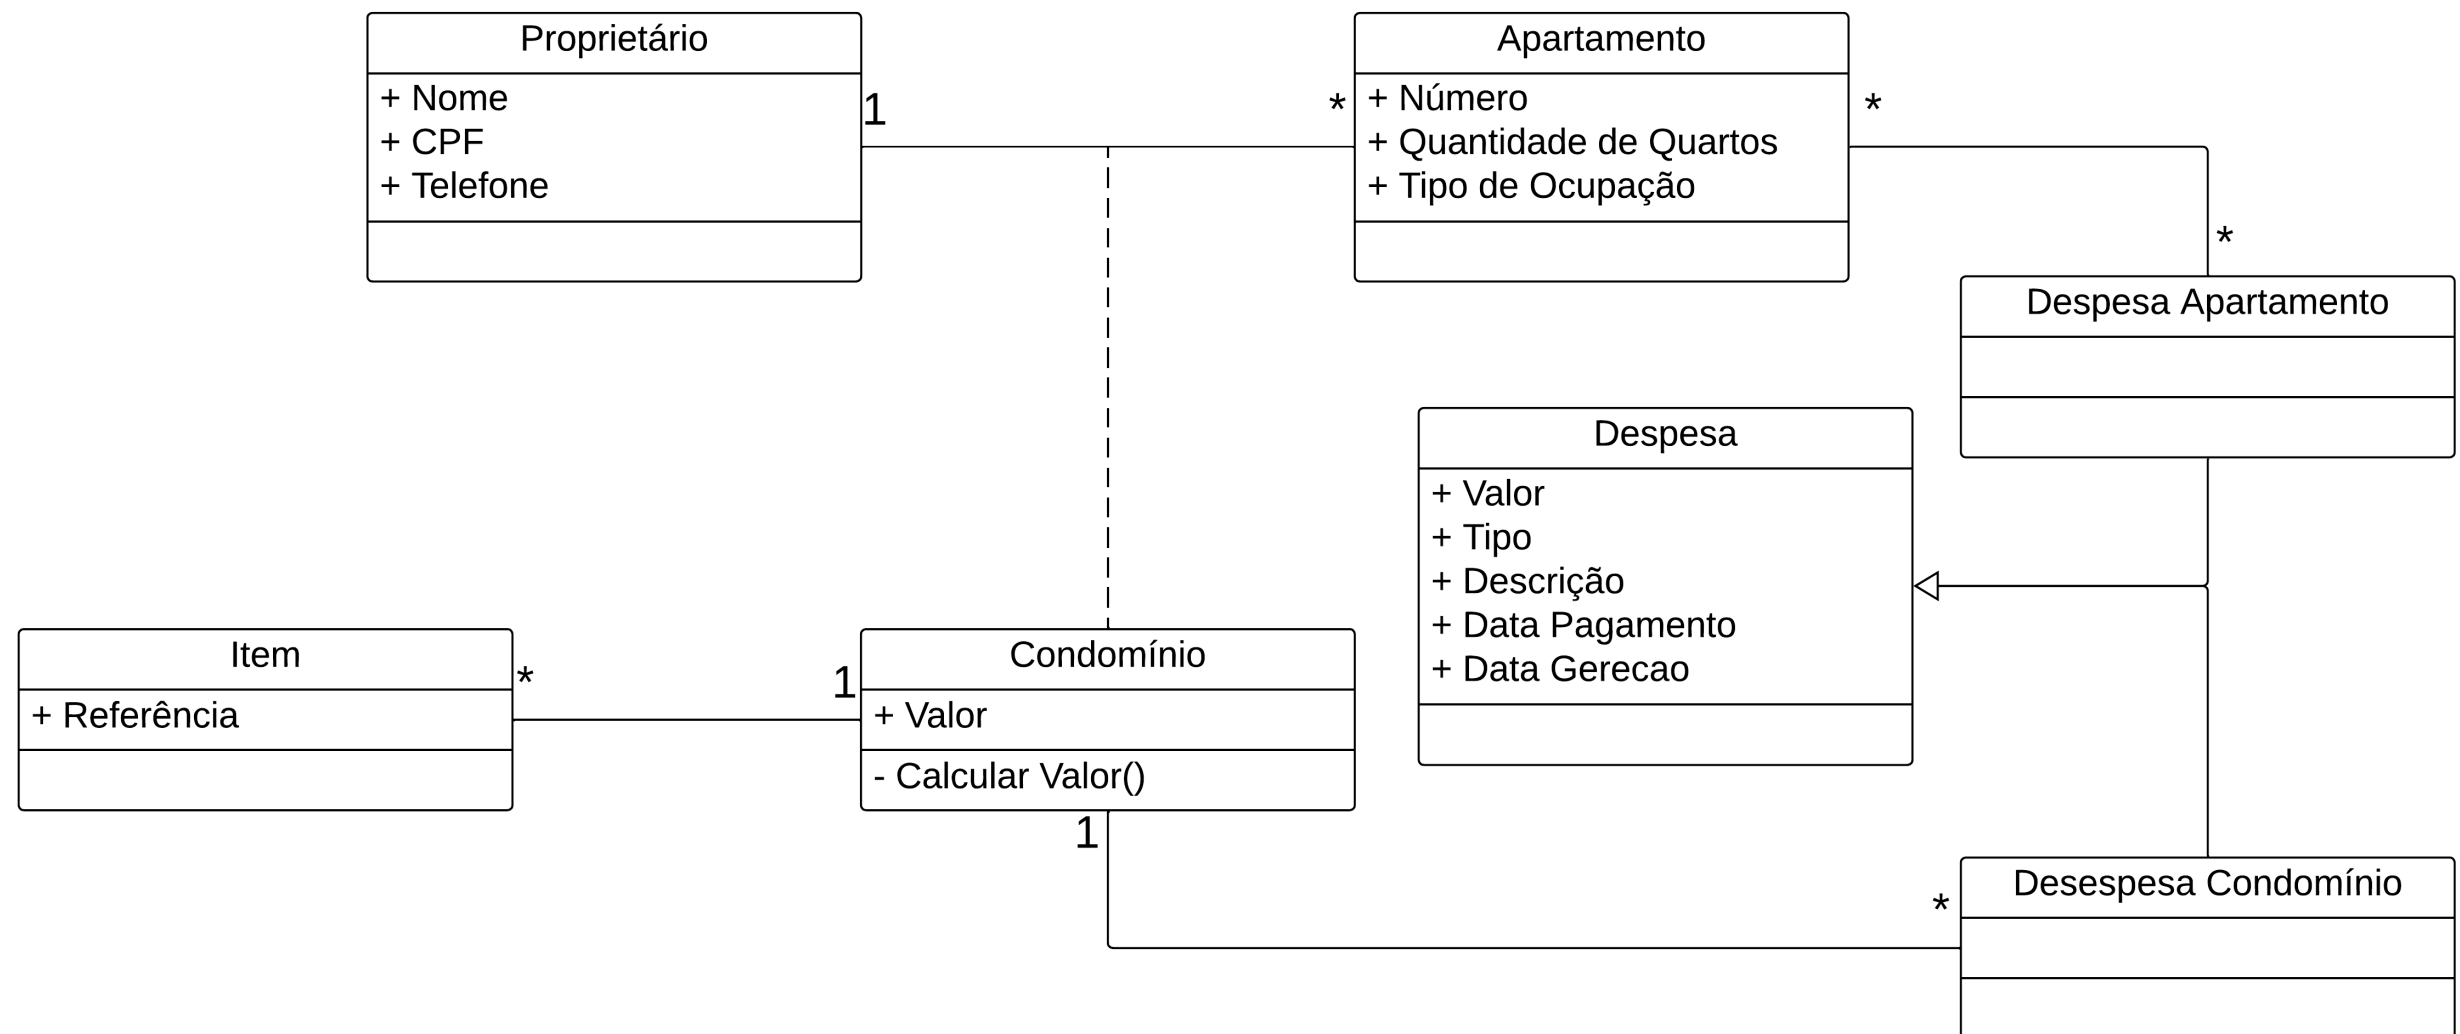 Proprietário
+ Nome
+ CPF
+ Telefone
1
*
Apartamento
+ Número
+ Quantidade de Quartos
+ Tipo de Ocupação
*
*
Despesa Apartamento
Despesa
+ Valor
+ Tipo
+ Descrição
+ Data Pagamento
+ Data Gerecao
Item
+ Referência
*
1
Condomínio
+ Valor
- Calcular Valor()
1
*
Desespesa Condomínio